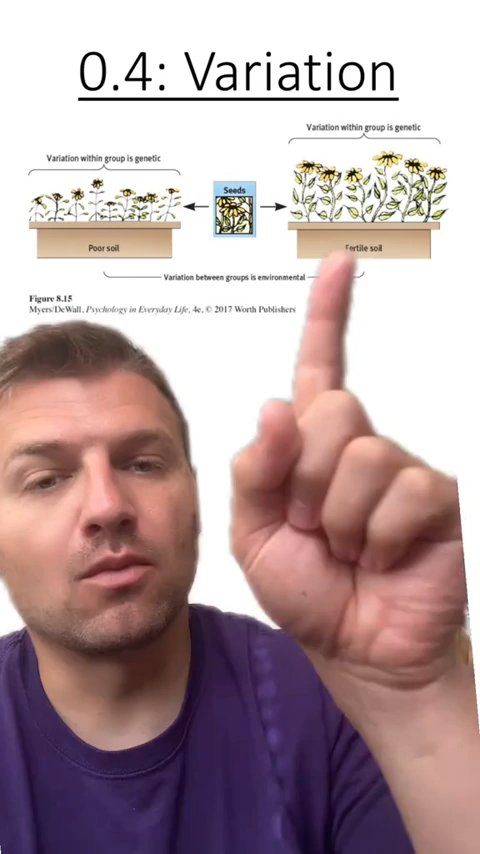 0.4: Variation
Variation within group is genetic
Variation within group is genetic
Seeds
Poor soil
Fertile soil
Variation between groups is environmental
Figure 8.15
Myers/DeWall, Psychology in Everyday Life, 4e, © 2017 Worth Publishers